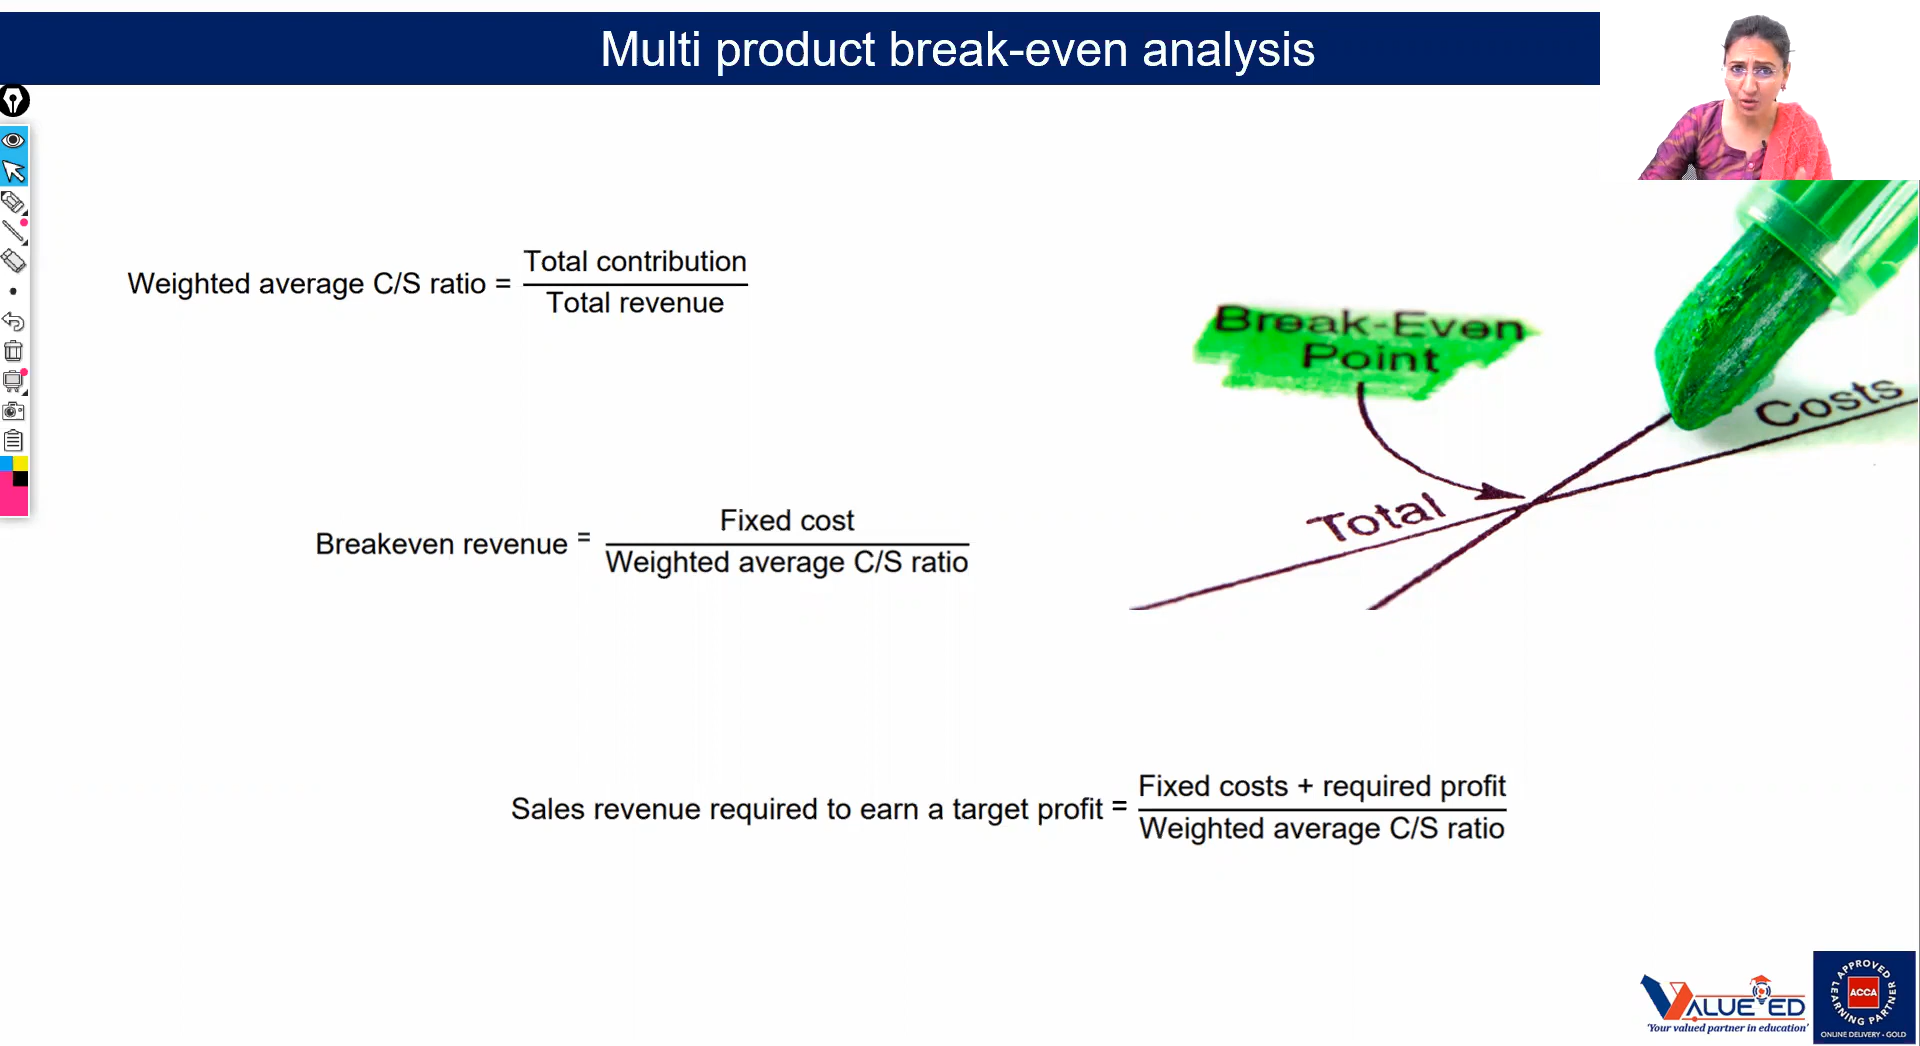 Multi product break-even analysis
Weighted average C/S ratio = Total contribution
Total revenue
Break-Even
Point
Costs
Total
Breakeven revenue = Fixed cost
Weighted average C/S ratio
Sales revenue required to earn a target profit = Fixed costs + required profit
Weighted average C/S ratio
VALUE-ED
'Your valued partner in education'
APPROVED
ACCA
LEARNING PARTNER
ONLINE DELIVERY - GOLD